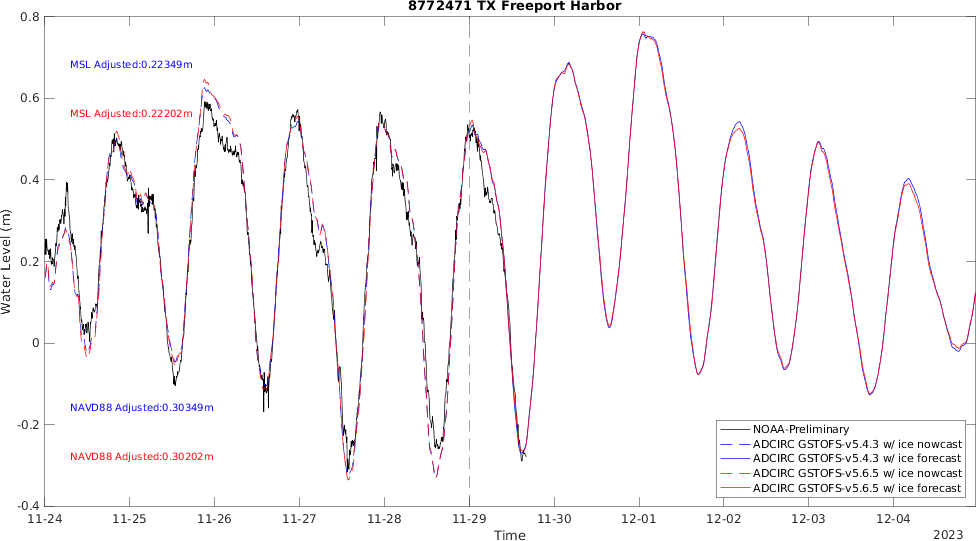 8772471 TX Freeport Harbor
0.8
0.6
0.4
0.2
0
-0.2
-0.4
Water Level (m)
MSL Adjusted:0.22349m
MSL Adjusted:0.22202m
NAVD88 Adjusted:0.30349m
NAVD88 Adjusted:0.30202m
NOAA-Preliminary
ADCIRC GSTOFS-v5.4.3 w/ ice nowcast
ADCIRC GSTOFS-v5.4.3 w/ ice forecast
ADCIRC GSTOFS-v5.6.5 w/ ice nowcast
ADCIRC GSTOFS-v5.6.5 w/ ice forecast
11-24 11-25 11-26 11-27 11-28 11-29 11-30 12-01 12-02 12-03 12-04
Time
2023